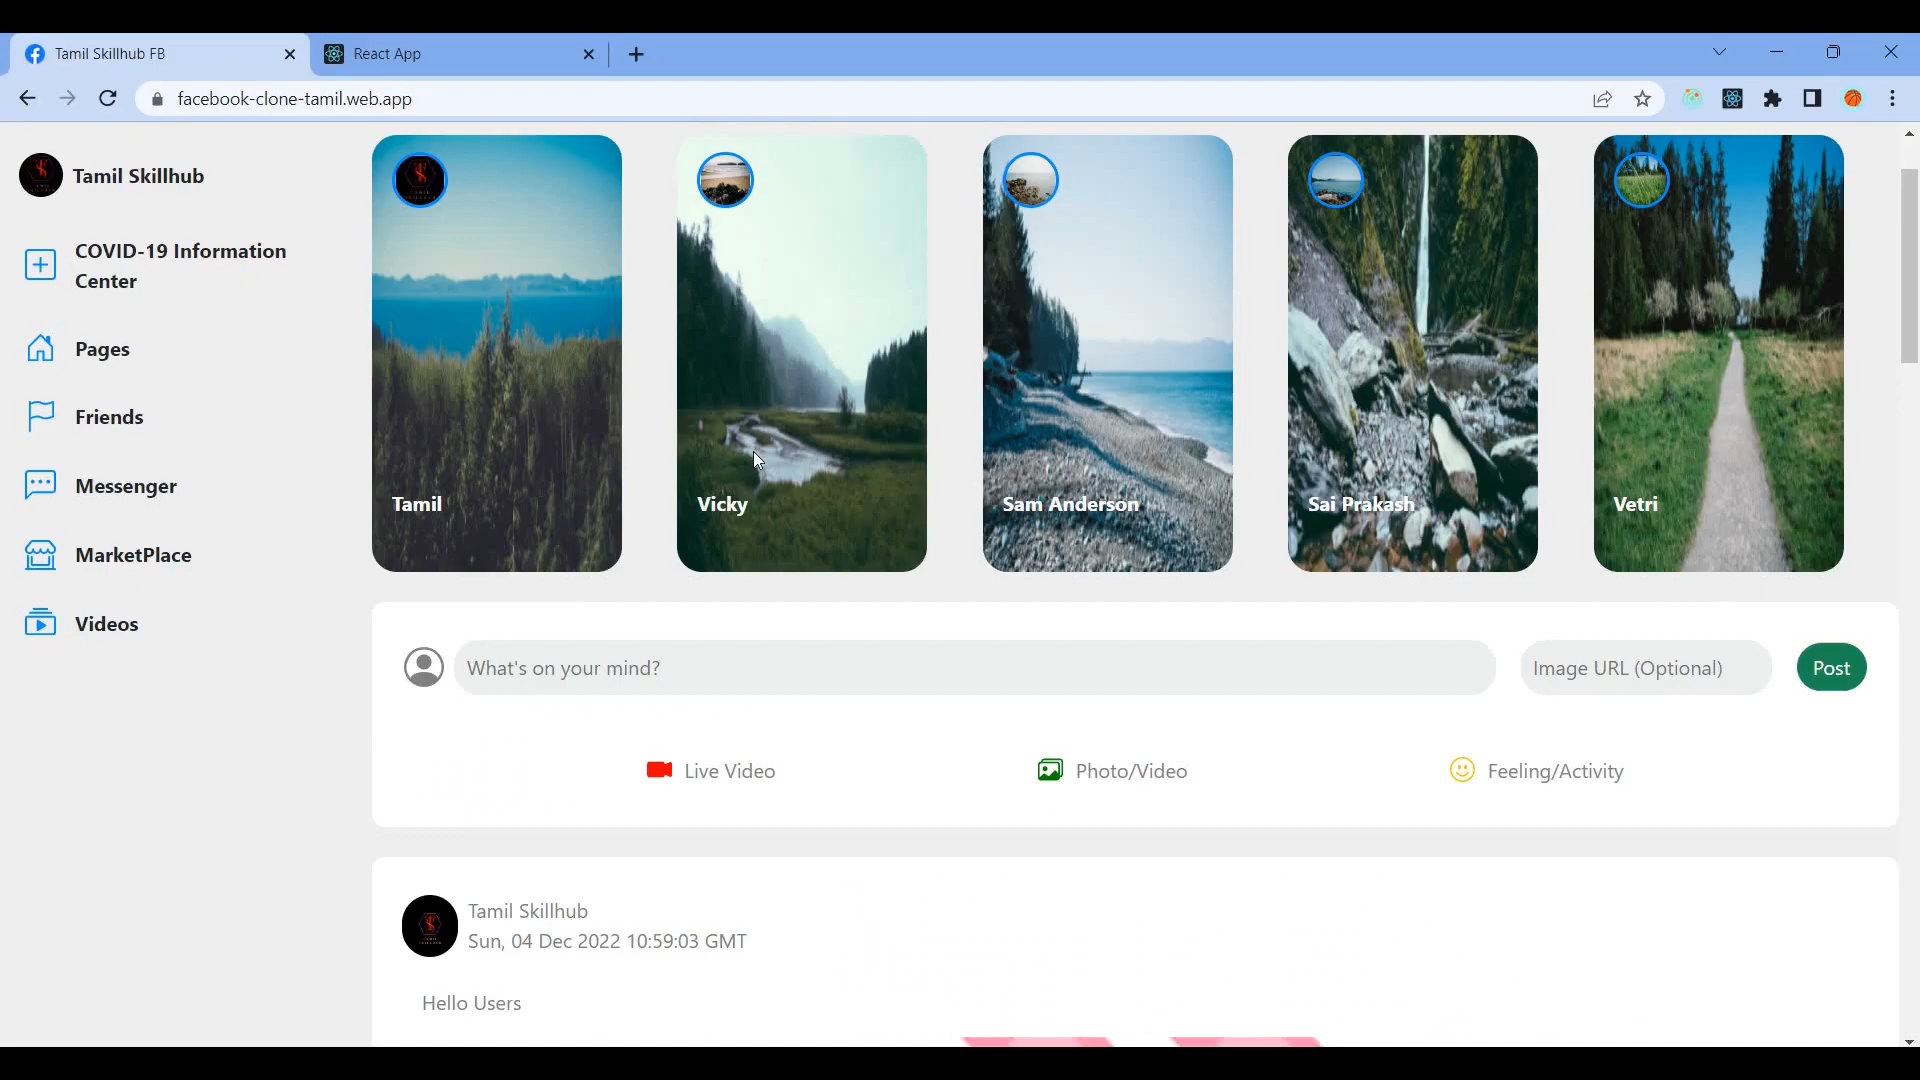 Tamil Skillhub FB
React App
facebook-clone-tamil.web.app
Tamil Skillhub
COVID-19 Information
Center
Pages
Friends
Messenger
MarketPlace
Videos
Tamil
Vicky
Sam Anderson
Sai Prakash
Vetri
What's on your mind?
Image URL (Optional)
Post
Live Video
Photo/Video
Feeling/Activity
Tamil Skillhub
Sun, 04 Dec 2022 10:59:03 GMT
Hello Users